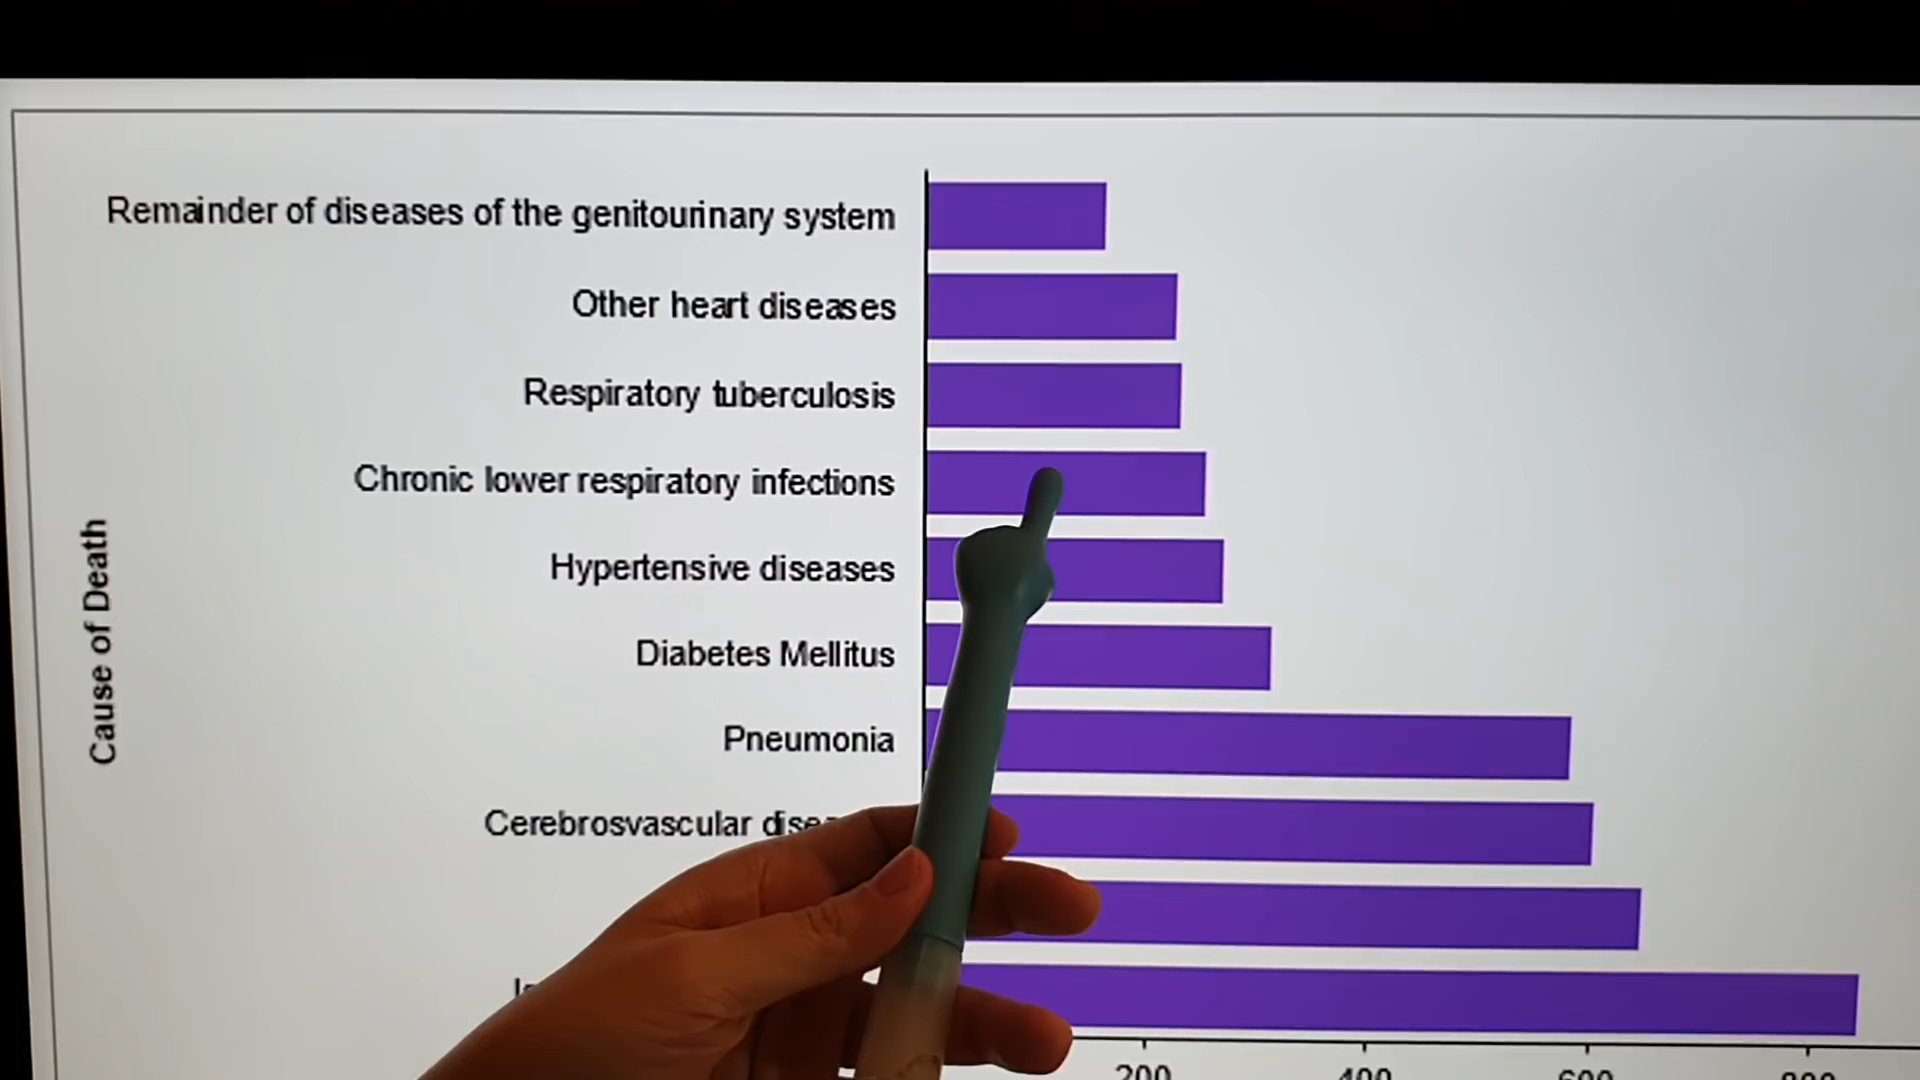 Remainder of diseases of the genitourinary system
Other heart diseases
Respiratory tuberculosis
Chronic lower respiratory infections
Hypertensive diseases
Diabetes Mellitus
Pneumonia
Cerebrosvascular
Cause of Death
200
400
600
800